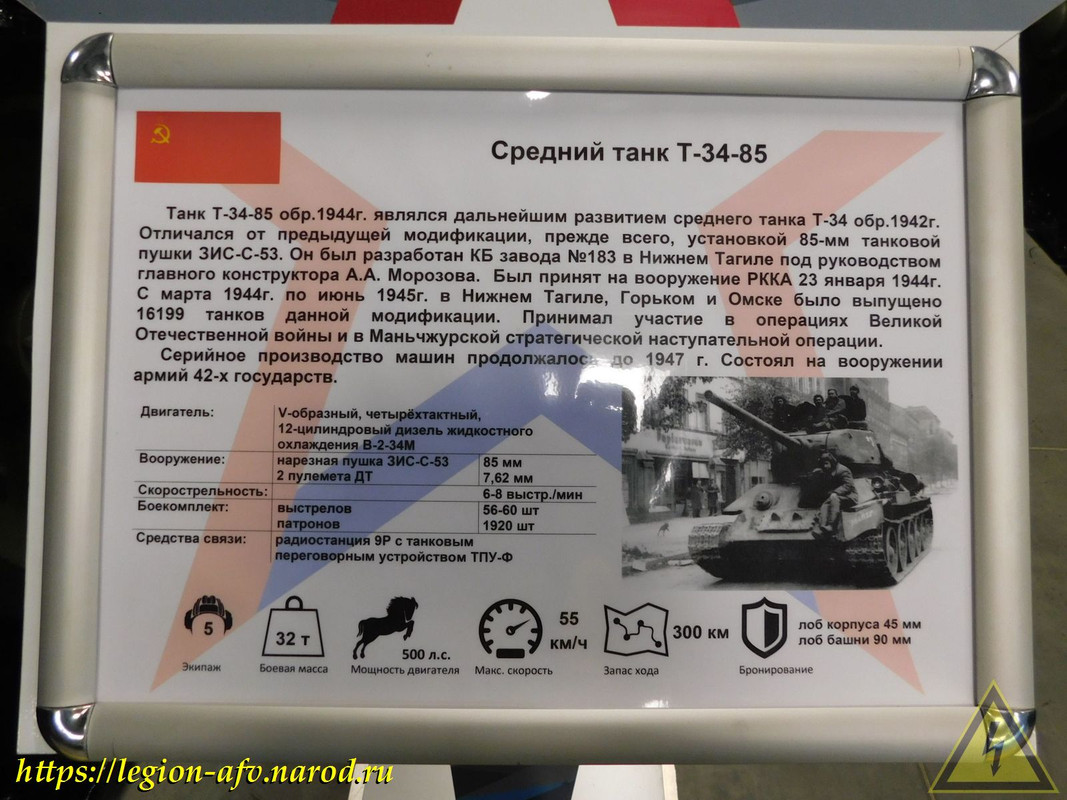 Средний танк Т-34-85
Танк Т-34-85 обр.1944г. являлся дальнейшим развитием среднего танка Т-34 обр.1942г.
Отличался от предыдущей модификации, прежде всего, установкой 85-мм танковой
пушки ЗИС-С-53. Он был разработан КБ завода №183 в Нижнем Тагиле под руководством
главного конструктора А.А. Морозова. Был принят на вооружение РККА 23 января 1944г.
С марта 1944г. по июнь 1945г. в Нижнем Тагиле, Горьком и Омске было выпущено
16199 танков данной модификации. Принимал участие в операциях Великой
Отечественной войны и в Маньчжурской стратегической наступательной операции.
Серийное производство машин продолжалось до 1947 г. Состоял на вооружении
армий 42-х государств.
Двигатель: V-образный, четырёхтактный,
12-цилиндровый дизель жидкостного
охлаждения В-2-34М
Вооружение: нарезная пушка ЗИС-С-53 85 мм
2 пулемета ДТ 7,62 мм
Скорострельность: 6-8 выстр./мин
Боекомплект: выстрелов 56-60 шт
патронов 1920 шт
Средства связи: радиостанция 9Р с танковым
переговорным устройством ТПУ-Ф
5
Экипаж
32 т
Боевая масса
500 л.с.
Мощность двигателя
55
км/ч
Макс. скорость
300 км
Запас хода
лоб корпуса 45 мм
лоб башни 90 мм
Бронирование
https://legion-afv.narod.ru